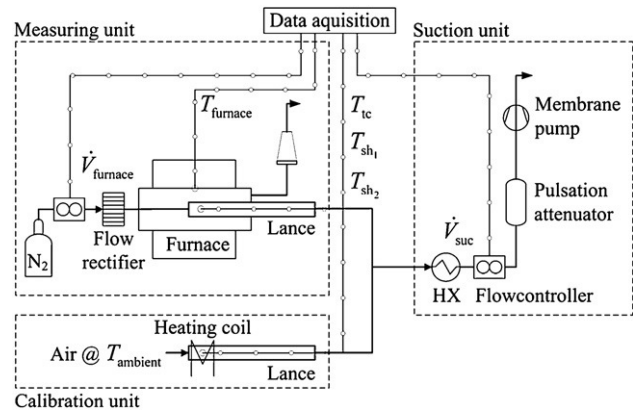 Data aquisition
Measuring unit
Suction unit
T_furnace
T_tc
Membrane
pump
T_sh1
V̇_furnace
T_sh2
Pulsation
attenuator
V̇_suc
Flow
rectifier
Furnace
Lance
N2
HX
Flowcontroller
Heating coil
Air @ T_ambient
Lance
Calibration unit